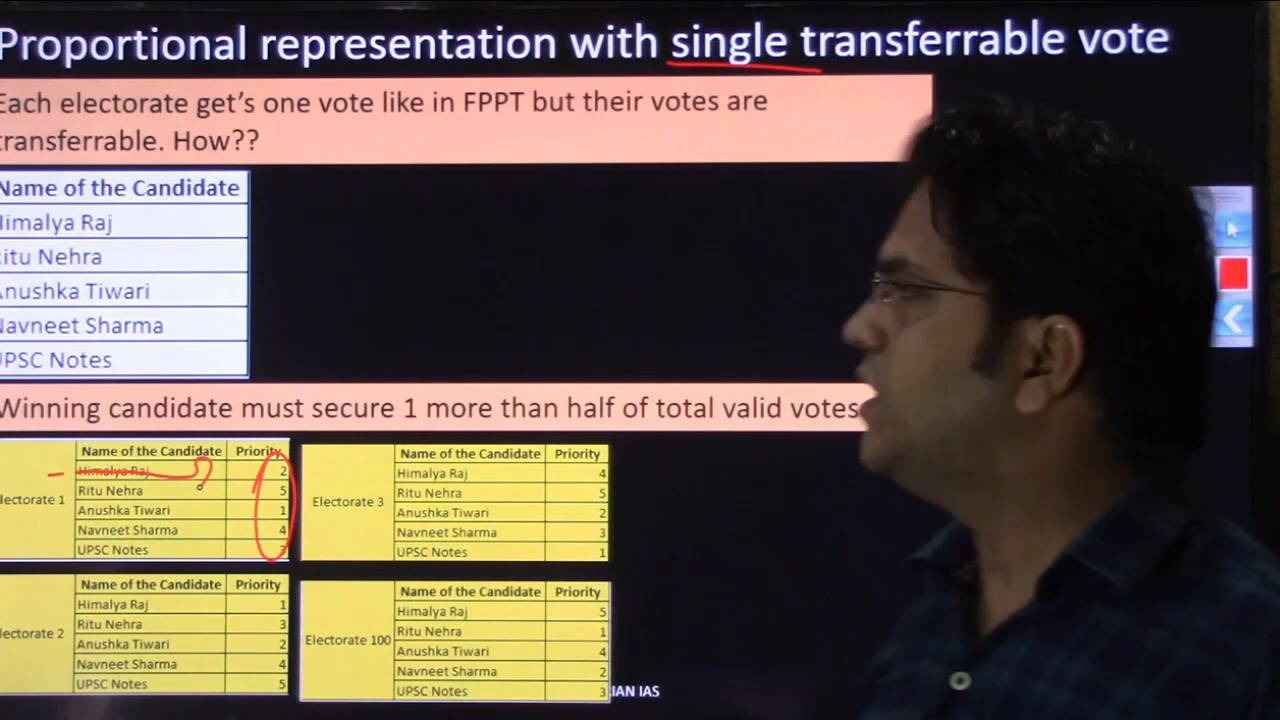 Proportional representation with single transferrable vote
Each electorate get's one vote like in FPPT but their votes are
transferrable. How??
Name of the Candidate
Himalya Raj
Ritu Nehra
Anushka Tiwari
Navneet Sharma
UPSC Notes
Winning candidate must secure 1 more than half of total valid votes
Electorate 1
Name of the Candidate Priority
Himalya Raj 2
Ritu Nehra 5
Anushka Tiwari 1
Navneet Sharma 4
UPSC Notes 3
Electorate 3
Name of the Candidate Priority
Himalya Raj 4
Ritu Nehra 5
Anushka Tiwari 2
Navneet Sharma 3
UPSC Notes 1
Electorate 2
Name of the Candidate Priority
Himalya Raj 1
Ritu Nehra 3
Anushka Tiwari 2
Navneet Sharma 4
UPSC Notes 5
Electorate 100
Name of the Candidate Priority
Himalya Raj 5
Ritu Nehra 1
Anushka Tiwari 4
Navneet Sharma 2
UPSC Notes 3
IAN IAS